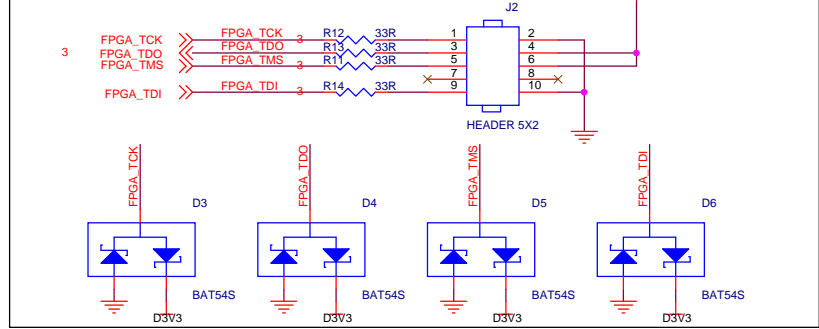 J2
FPGA_TCK FPGA_TCK 3 R12 33R 1 2
3 FPGA_TDO FPGA_TDO R13 33R 3 4
FPGA_TMS FPGA_TMS 3 R11 33R 5 6
7 8
FPGA_TDI FPGA_TDI 3 R14 33R 9 10
HEADER 5X2
FPGA_TCK FPGA_TDO FPGA_TMS FPGA_TDI
D3 D4 D5 D6
BAT54S BAT54S BAT54S BAT54S
D3V3 D3V3 D3V3 D3V3